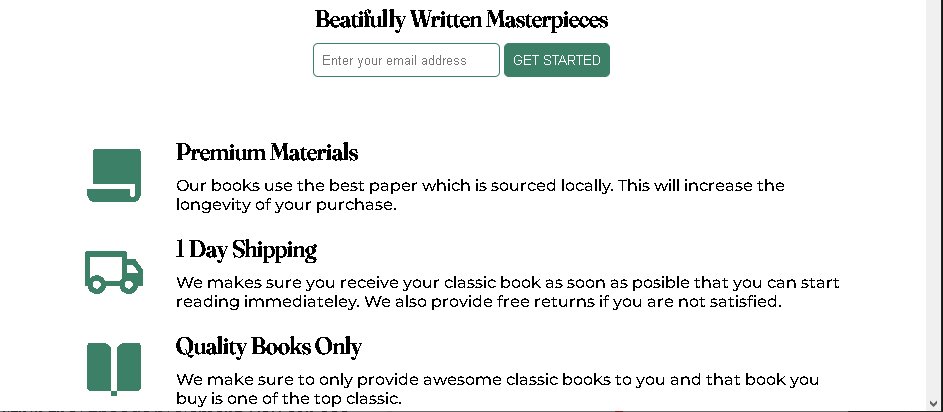 Beatifully Written Masterpieces
Enter your email address
GET STARTED
Premium Materials
Our books use the best paper which is sourced locally. This will increase the
longevity of your purchase.
1 Day Shipping
We makes sure you receive your classic book as soon as posible that you can start
reading immediateley. We also provide free returns if you are not satisfied.
Quality Books Only
We make sure to only provide awesome classic books to you and that book you
buy is one of the top classic.